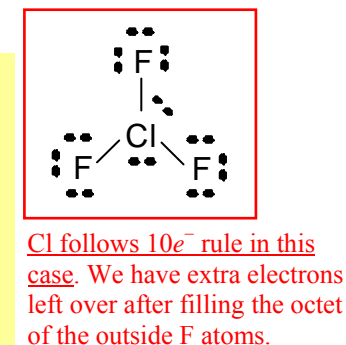 F
Cl
F F
Cl follows 10e⁻ rule in this
case. We have extra electrons
left over after filling the octet
of the outside F atoms.